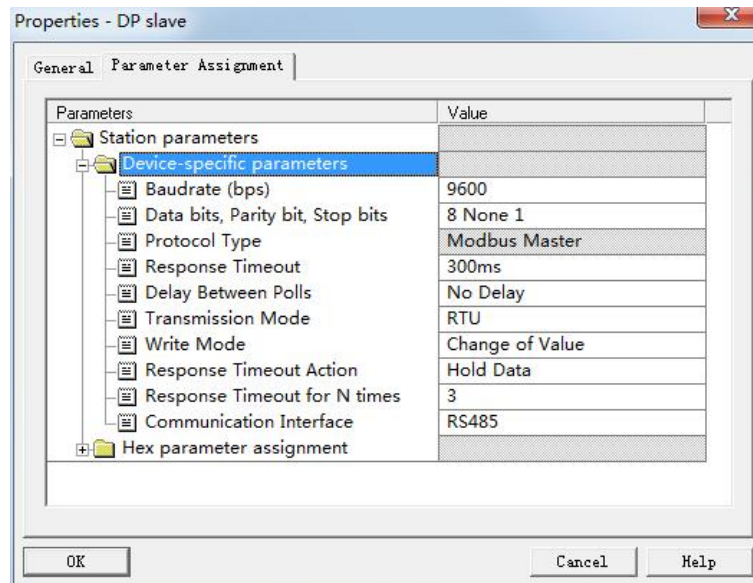 Properties - DP slave
General Parameter Assignment
Parameters Value
Station parameters
Device-specific parameters
Baudrate (bps) 9600
Data bits, Parity bit, Stop bits 8 None 1
Protocol Type Modbus Master
Response Timeout 300ms
Delay Between Polls No Delay
Transmission Mode RTU
Write Mode Change of Value
Response Timeout Action Hold Data
Response Timeout for N times 3
Communication Interface RS485
Hex parameter assignment
OK Cancel Help